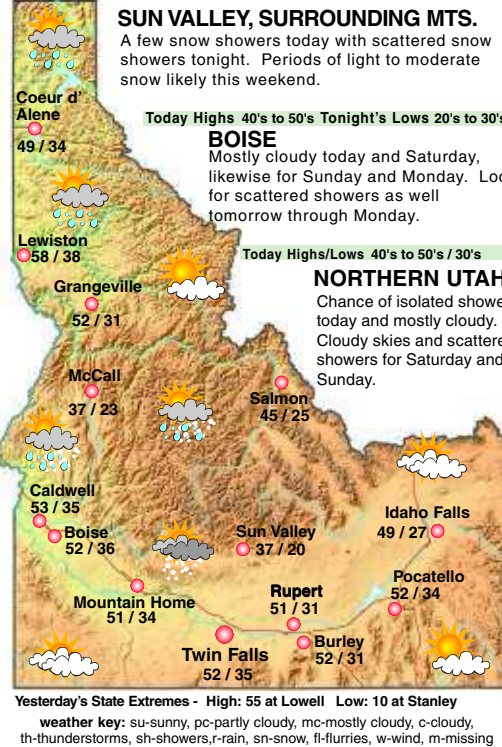 SUN VALLEY, SURROUNDING MTS.
A few snow showers today with scattered snow
showers tonight. Periods of light to moderate
snow likely this weekend.
Today Highs 40's to 50's Tonight's Lows 20's to 30's
BOISE
Mostly cloudy today and Saturday,
likewise for Sunday and Monday. Loo
for scattered showers as well
tomorrow through Monday.
Today Highs/Lows 40's to 50's / 30's
NORTHERN UTAH
Chance of isolated showe
today and mostly cloudy.
Cloudy skies and scattere
showers for Saturday and
Sunday.
Coeur d'
Alene
49 / 34
Lewiston
58 / 38
Grangeville
52 / 31
McCall
37 / 23
Salmon
45 / 25
Caldwell
53 / 35
Boise
52 / 36
Sun Valley
37 / 20
Idaho Falls
49 / 27
Pocatello
52 / 34
Mountain Home
51 / 34
Rupert
51 / 31
Burley
52 / 31
Twin Falls
52 / 35
Yesterday's State Extremes - High: 55 at Lowell Low: 10 at Stanley
weather key: su-sunny, pc-partly cloudy, mc-mostly cloudy, c-cloudy,
th-thunderstorms, sh-showers,r-rain, sn-snow, fl-flurries, w-wind, m-missing